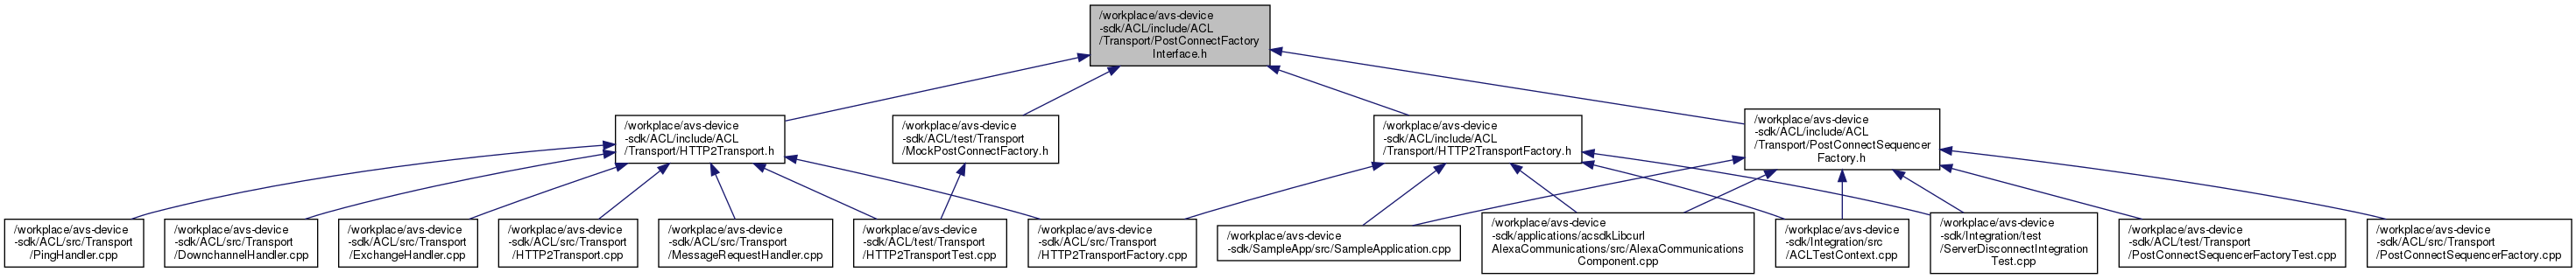 /workplace/avs-device
-sdk/ACL/include/ACL
/Transport/PostConnectFactory
Interface.h
/workplace/avs-device
-sdk/ACL/include/ACL
/Transport/HTTP2Transport.h
/workplace/avs-device
-sdk/ACL/test/Transport
/MockPostConnectFactory.h
/workplace/avs-device
-sdk/ACL/include/ACL
/Transport/HTTP2TransportFactory.h
/workplace/avs-device
-sdk/ACL/include/ACL
/Transport/PostConnectSequencer
Factory.h
/workplace/avs-device
-sdk/ACL/src/Transport
/PingHandler.cpp
/workplace/avs-device
-sdk/ACL/src/Transport
/DownchannelHandler.cpp
/workplace/avs-device
-sdk/ACL/src/Transport
/ExchangeHandler.cpp
/workplace/avs-device
-sdk/ACL/src/Transport
/HTTP2Transport.cpp
/workplace/avs-device
-sdk/ACL/src/Transport
/MessageRequestHandler.cpp
/workplace/avs-device
-sdk/ACL/test/Transport
/HTTP2TransportTest.cpp
/workplace/avs-device
-sdk/ACL/src/Transport
/HTTP2TransportFactory.cpp
/workplace/avs-device
-sdk/SampleApp/src/SampleApplication.cpp
/workplace/avs-device
-sdk/applications/acsdkLibcurl
AlexaCommunications/src/AlexaCommunications
Component.cpp
/workplace/avs-device
-sdk/Integration/src
/ACLTestContext.cpp
/workplace/avs-device
-sdk/Integration/test
/ServerDisconnectIntegration
Test.cpp
/workplace/avs-device
-sdk/ACL/test/Transport
/PostConnectSequencerFactoryTest.cpp
/workplace/avs-device
-sdk/ACL/src/Transport
/PostConnectSequencerFactory.cpp